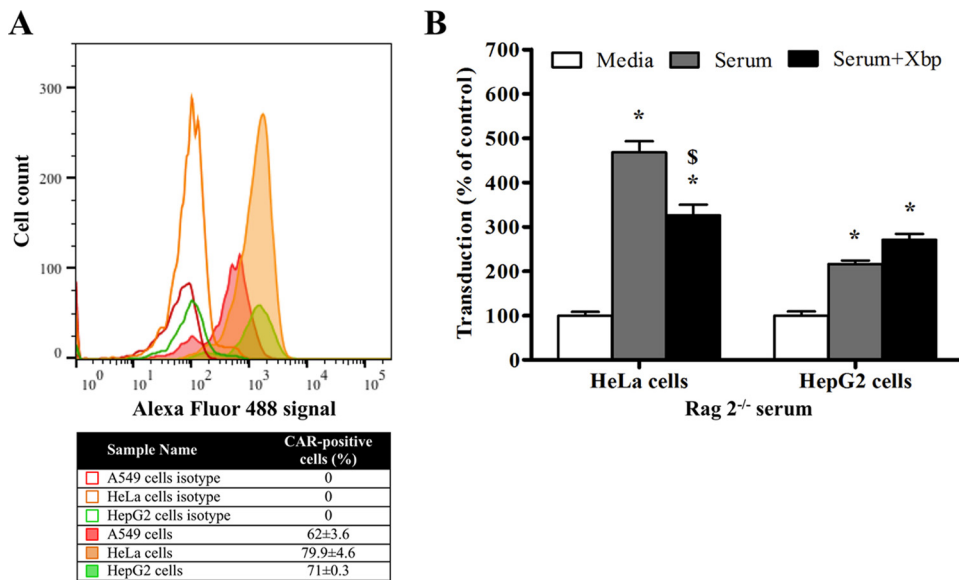 A
300
200
100
0
Cell count
10^0 10^1 10^2 10^3 10^4 10^5
Alexa Fluor 488 signal
Sample Name CAR-positive cells (%)
A549 cells isotype 0
HeLa cells isotype 0
HepG2 cells isotype 0
A549 cells 62±3.6
HeLa cells 79.9±4.6
HepG2 cells 71±0.3
B
Media Serum Serum+Xbp
700
600
500
400
300
200
100
0
Transduction (% of control)
*
$
*
*
*
HeLa cells HepG2 cells
Rag 2^-/- serum